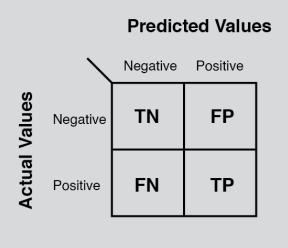 Predicted Values
Negative Positive
Actual Values
Negative TN FP
Positive FN TP